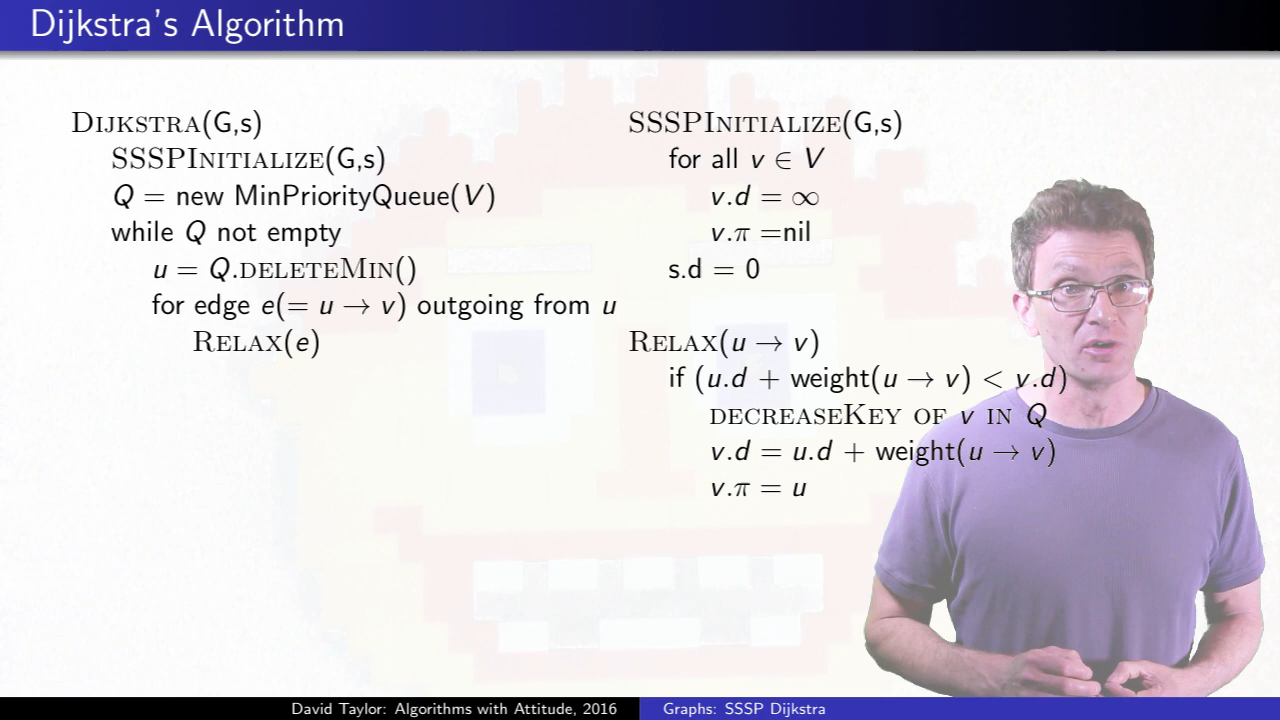 Dijkstra's Algorithm
DIJKSTRA(G,s)
SSSPINITIALIZE(G,s)
Q = new MinPriorityQueue(V)
while Q not empty
u = Q.DELETEMIN()
for edge e(= u → v) outgoing from u
RELAX(e)
SSSPINITIALIZE(G,s)
for all v ∈ V
v.d = ∞
v.π =nil
s.d = 0
RELAX(u → v)
if (u.d + weight(u → v) < v.d)
DECREASEKEY OF v IN Q
v.d = u.d + weight(u → v)
v.π = u
David Taylor: Algorithms with Attitude, 2016
Graphs: SSSP Dijkstra